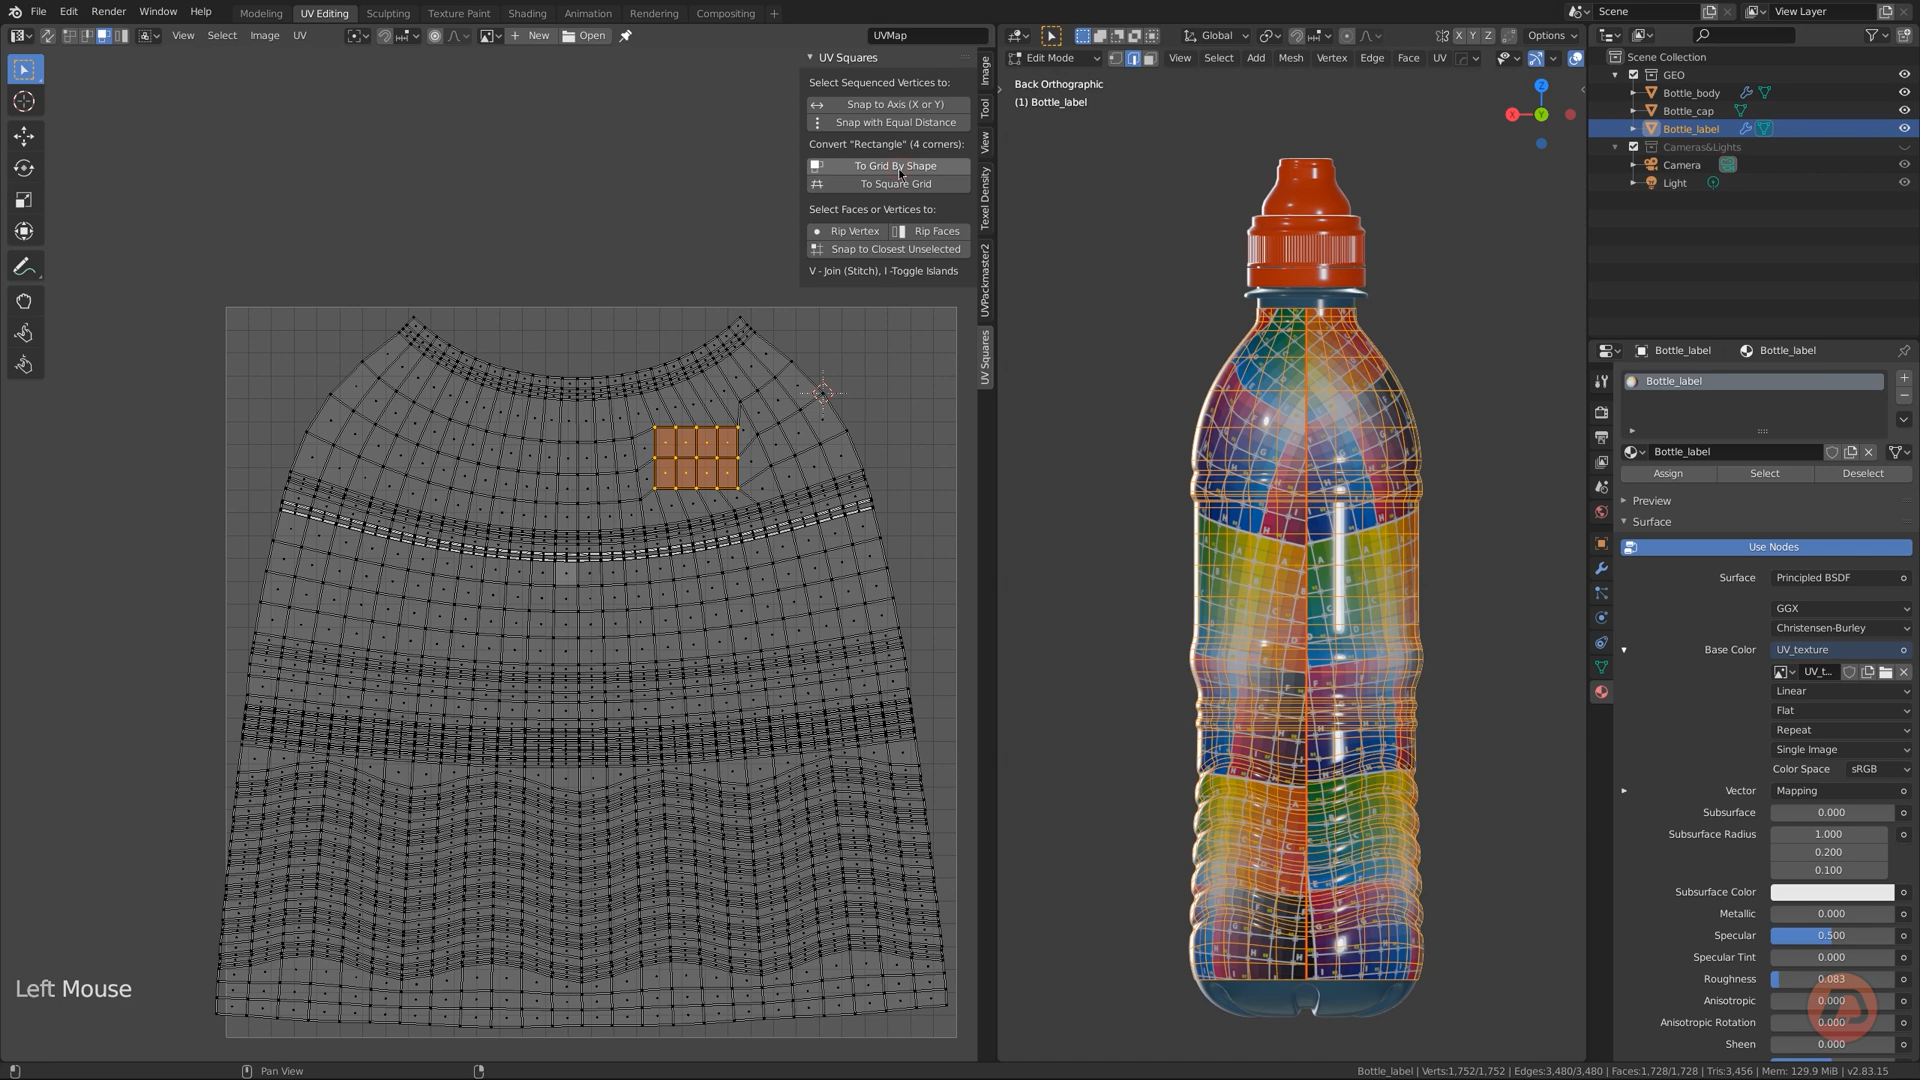 File Edit Render Window Help Modeling UV Editing Sculpting Texture Paint Shading Animation Rendering Compositing + Scene View Layer
View Select Image UV New Open UVMap Global X Y Z Options
Edit Mode View Select Add Mesh Vertex Edge Face UV
UV Squares
Select Sequenced Vertices to:
Snap to Axis (X or Y)
Snap with Equal Distance
Convert "Rectangle" (4 corners):
To Grid By Shape
To Square Grid
Select Faces or Vertices to:
Rip Vertex Rip Faces
Snap to Closest Unselected
V - Join (Stitch), I -Toggle Islands
Image
Tool
View
Texel Density
UVPackmaster2
UV Squares
Left Mouse
Back Orthographic
(1) Bottle_label
Z
X
Y
Scene Collection
GEO
Bottle_body
Bottle_cap
Bottle_label
Cameras&Lights
Camera
Light
Bottle_label Bottle_label
Bottle_label
Bottle_label
Assign Select Deselect
Preview
Surface
Use Nodes
Surface Principled BSDF
GGX
Christensen-Burley
Base Color UV_texture
UV_t...
Linear
Flat
Repeat
Single Image
Color Space sRGB
Vector Mapping
Subsurface 0.000
Subsurface Radius 1.000
0.200
0.100
Subsurface Color
Metallic 0.000
Specular 0.500
Specular Tint 0.000
Roughness 0.083
Anisotropic 0.000
Anisotropic Rotation 0.000
Sheen 0.000
Pan View
Bottle_label | Verts:1,752/1,752 | Edges:3,480/3,480 | Faces:1,728/1,728 | Tris:3,456 | Mem: 129.9 MiB | v2.83.15